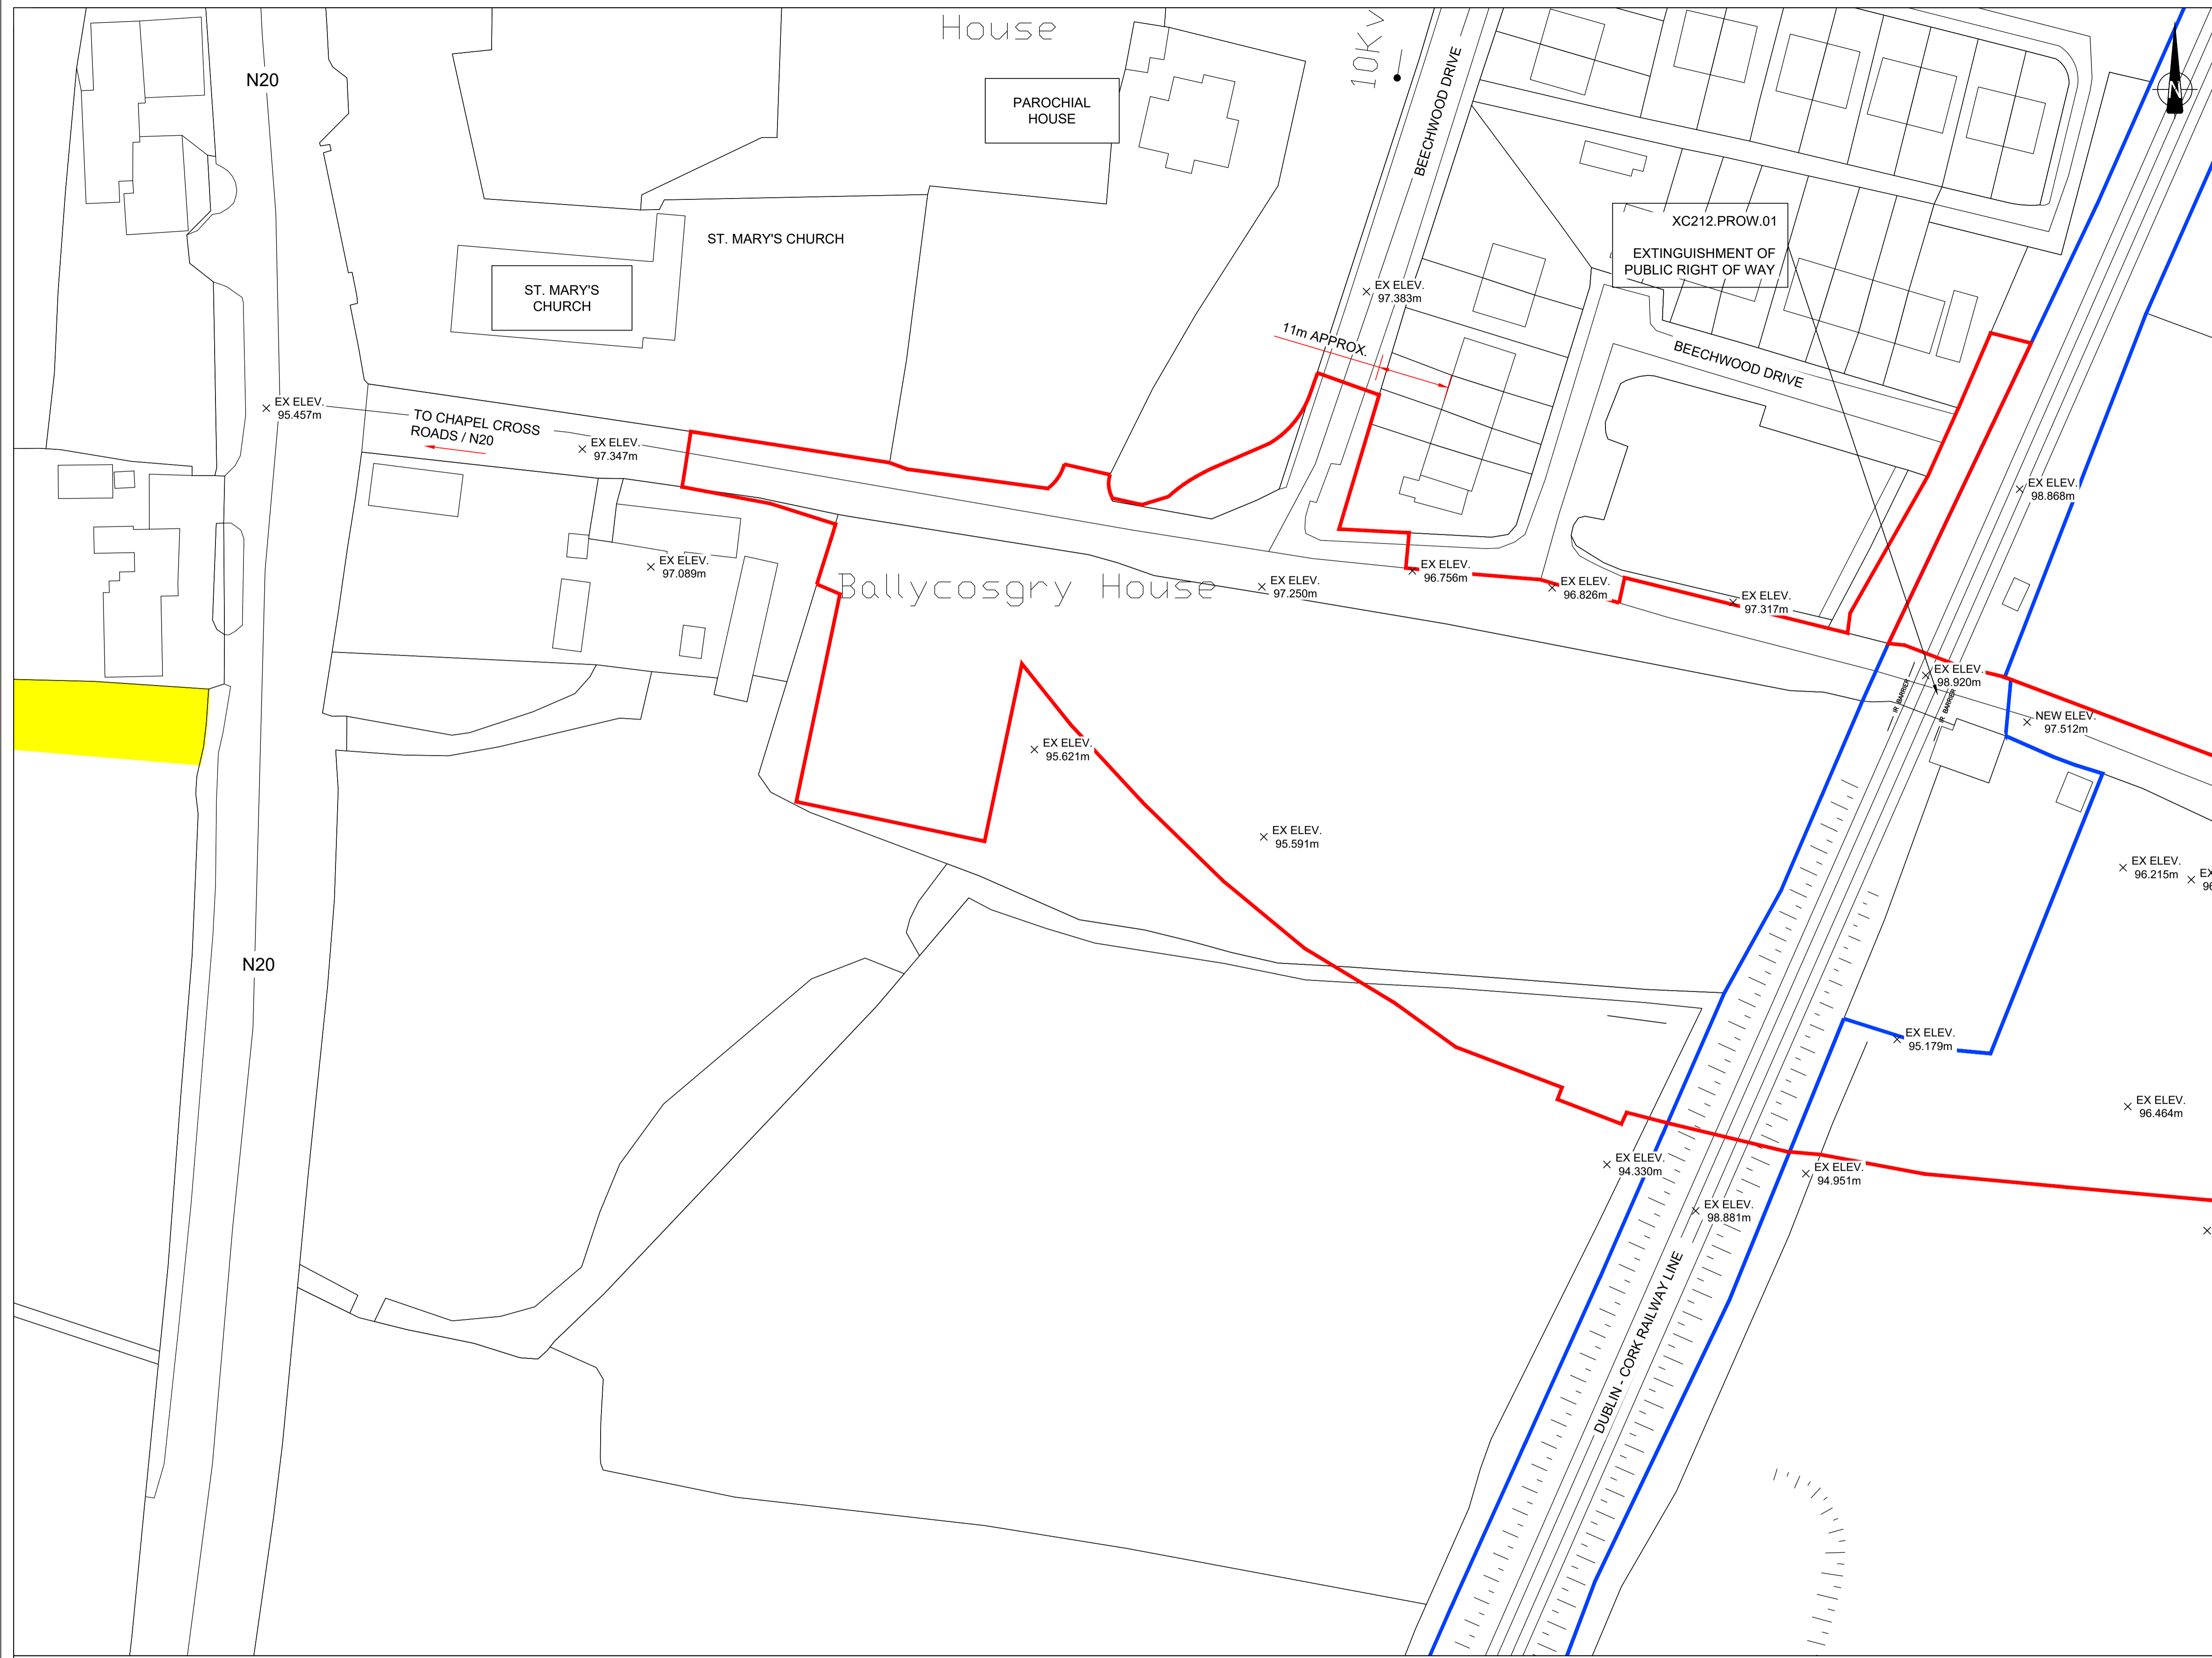 House
10Kv
N20
N
PAROCHIAL
HOUSE
BEECHWOOD DRIVE
XC212.PROW.01
EXTINGUISHMENT OF
PUBLIC RIGHT OF WAY
ST. MARY'S CHURCH
ST. MARY'S
CHURCH
EX ELEV.
97.383m
11m APPROX.
BEECHWOOD DRIVE
EX ELEV.
95.457m
TO CHAPEL CROSS
ROADS / N20
EX ELEV.
97.347m
EX ELEV.
98.868m
EX ELEV.
97.089m
Ballycosgry House
EX ELEV.
97.250m
EX ELEV.
96.756m
EX ELEV.
96.826m
EX ELEV.
97.317m
EX ELEV.
98.920m
IR BARRIER
IR BARRIER
NEW ELEV.
97.512m
EX ELEV.
95.621m
EX ELEV.
95.591m
EX ELEV.
96.215m
EX
96
N20
EX ELEV.
95.179m
EX ELEV.
96.464m
EX ELEV.
94.330m
EX ELEV.
94.951m
EX ELEV.
98.881m
DUBLIN - CORK RAILWAY LINE